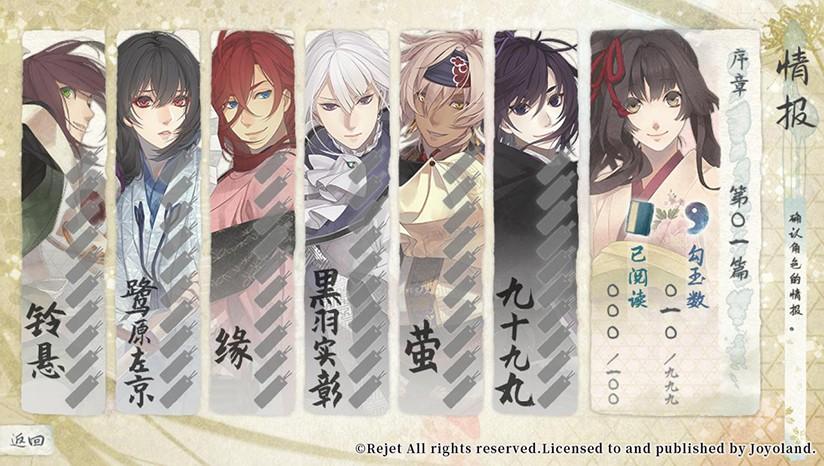 情报
确认角色的情报。
序章 第〇一篇
勾玉数
〇一〇/九九九
已阅读
〇〇〇/一〇〇
九十九丸
萤
黑羽实彰
缘
鹭原左京
铃悬
返回
©Rejet All rights reserved.Licensed to and published by Joyoland.